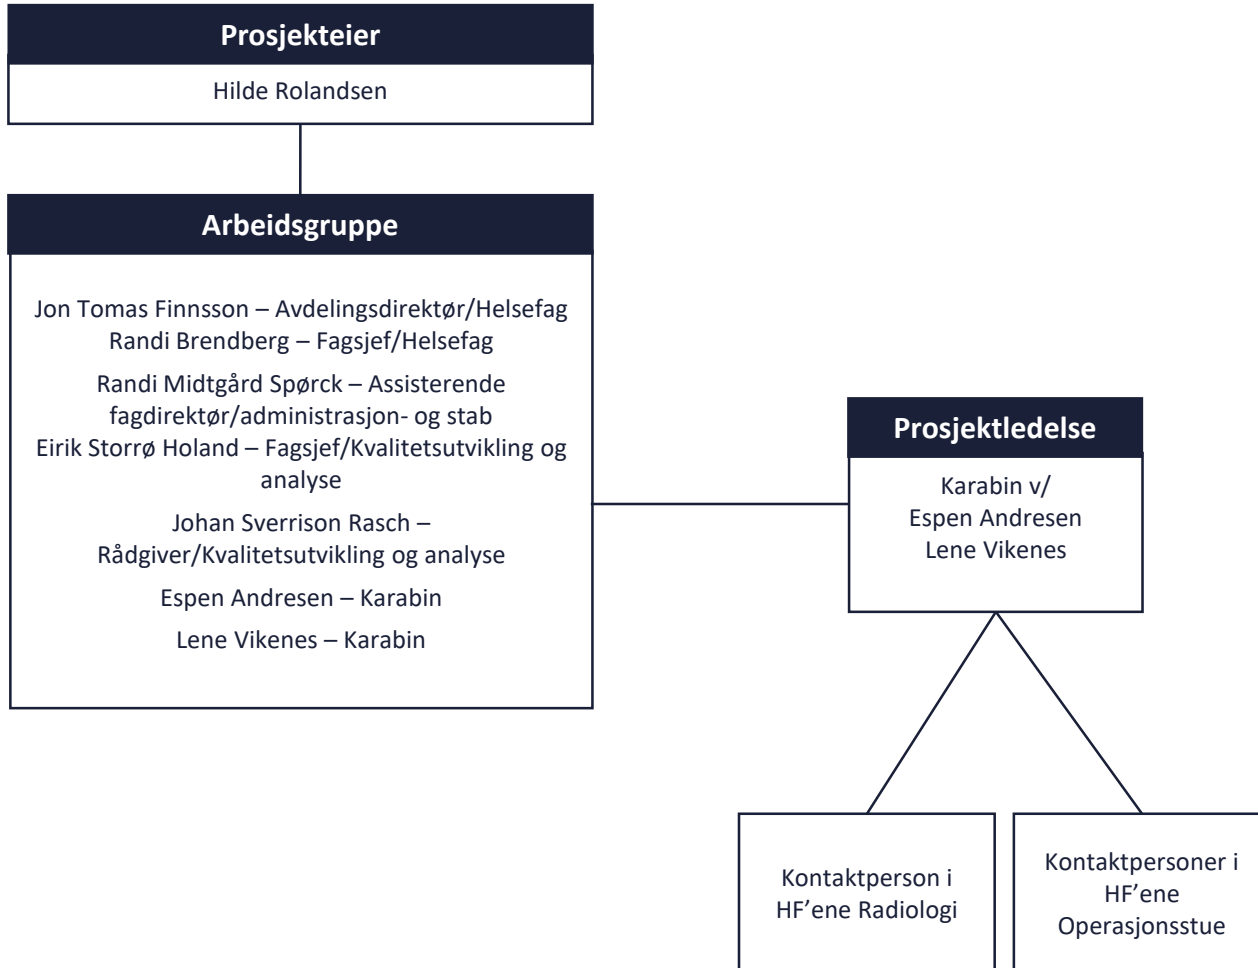 Prosjekteier
Hilde Rolandsen
Arbeidsgruppe
Jon Tomas Finnsson – Avdelingsdirektør/Helsefag
Randi Brendberg – Fagsjef/Helsefag
Randi Midtgård Spørck – Assisterende
fagdirektør/administrasjon- og stab
Eirik Storrø Holand – Fagsjef/Kvalitetsutvikling og
analyse
Johan Sverrison Rasch –
Rådgiver/Kvalitetsutvikling og analyse
Espen Andresen – Karabin
Lene Vikenes – Karabin
Prosjektledelse
Karabin v/
Espen Andresen
Lene Vikenes
Kontaktperson i
HF’ene Radiologi
Kontaktpersoner i
HF’ene
Operasjonsstue